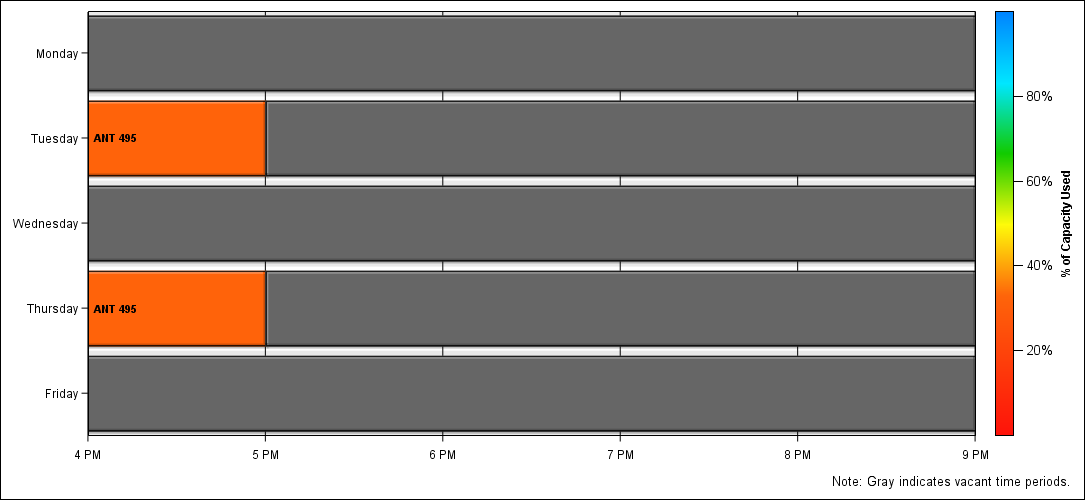 Monday
Tuesday
ANT 495
Wednesday
Thursday
ANT 495
Friday
4 PM 5 PM 6 PM 7 PM 8 PM 9 PM
80%
60%
40%
20%
% of Capacity Used
Note: Gray indicates vacant time periods.